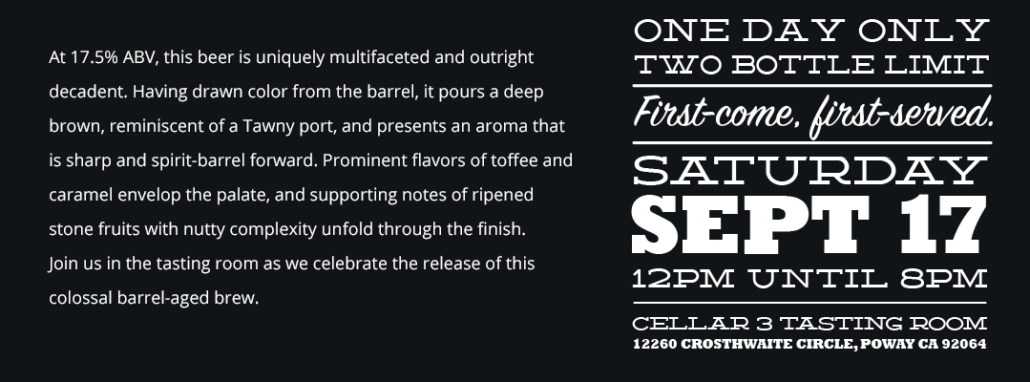 At 17.5% ABV, this beer is uniquely multifaceted and outright
decadent. Having drawn color from the barrel, it pours a deep
brown, reminiscent of a Tawny port, and presents an aroma that
is sharp and spirit-barrel forward. Prominent flavors of toffee and
caramel envelop the palate, and supporting notes of ripened
stone fruits with nutty complexity unfold through the finish.
Join us in the tasting room as we celebrate the release of this
colossal barrel-aged brew.
ONE DAY ONLY
TWO BOTTLE LIMIT
First-come, first-served.
SATURDAY
SEPT 17
12PM UNTIL 8PM
CELLAR 3 TASTING ROOM
12260 CROSTHWAITE CIRCLE, POWAY CA 92064